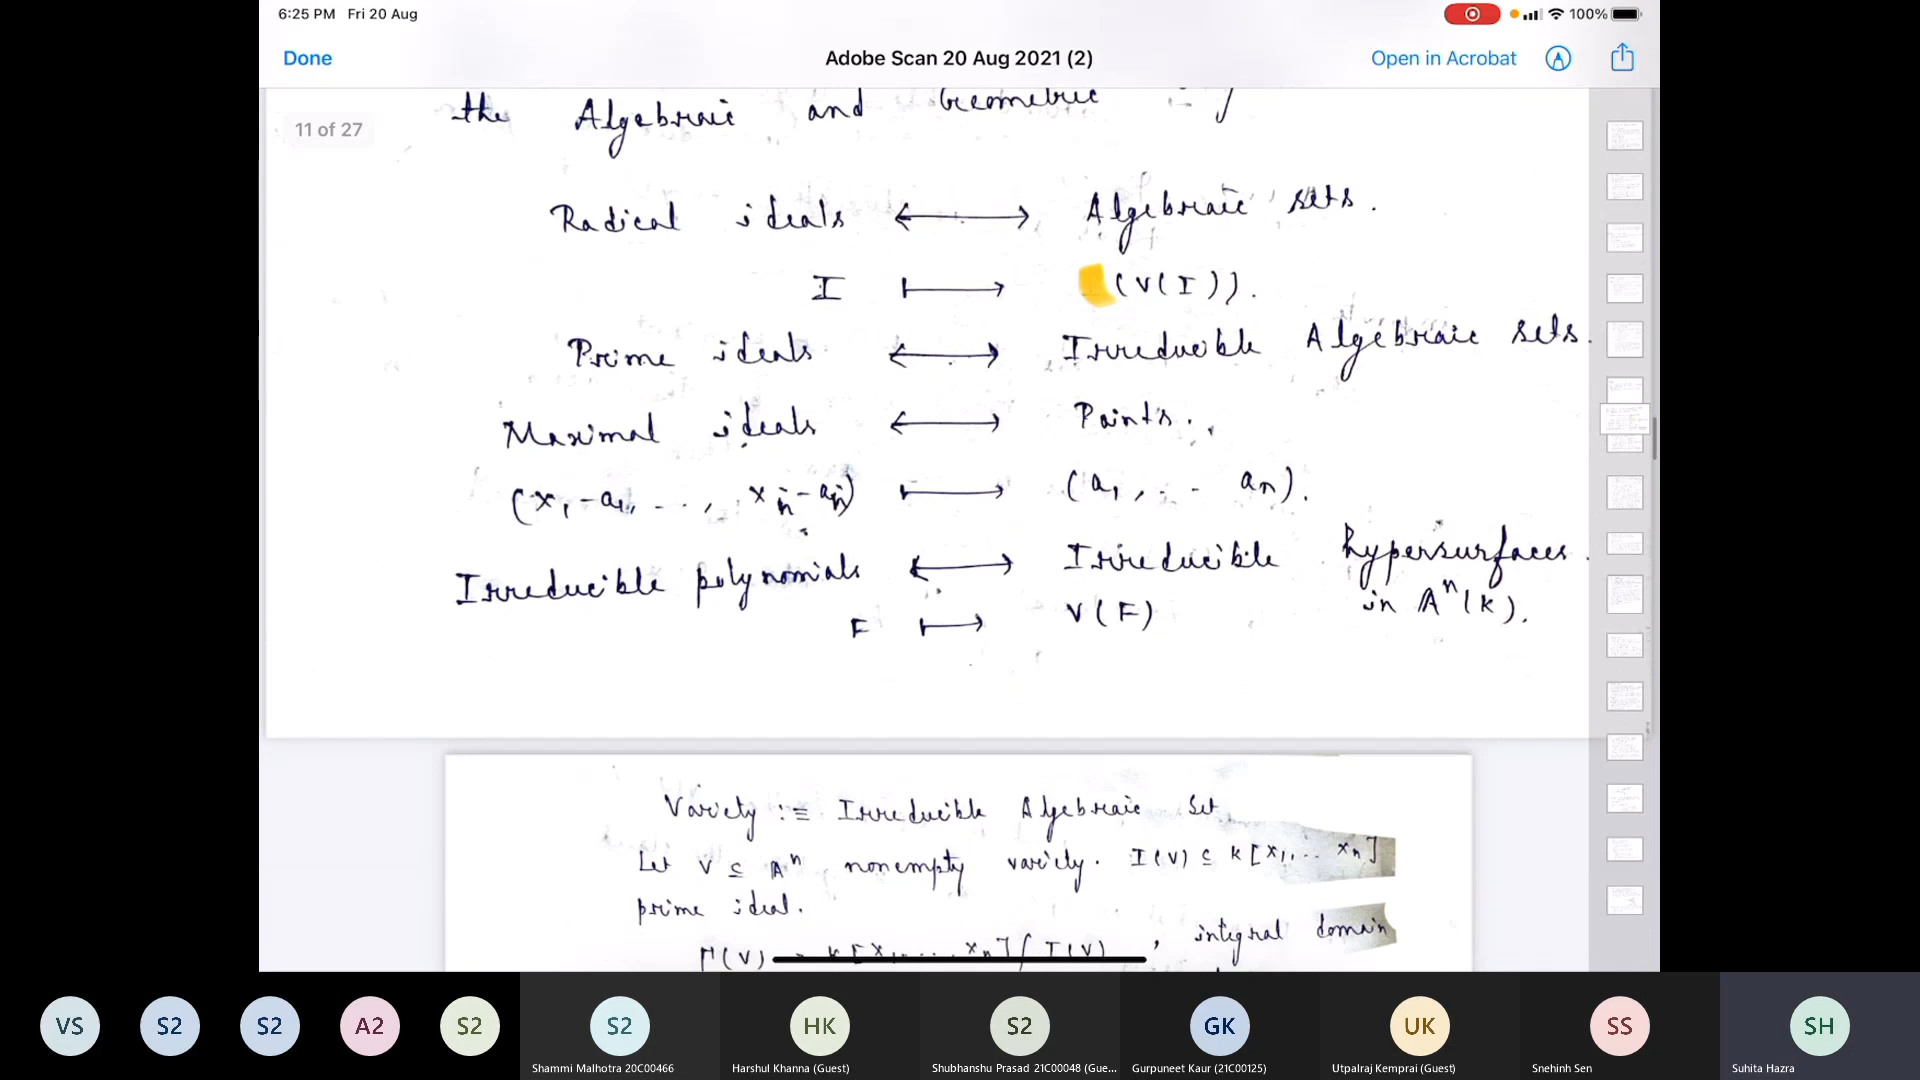 6:25 PM Fri 20 Aug
100%
Done
Adobe Scan 20 Aug 2021 (2)
Open in Acrobat
11 of 27
the Algebraic and Geometric
Radical ideals ⟷ Algebraic sets.
I ⟼ (V(I)).
Prime ideals ⟷ Irreducible Algebraic sets.
Maximal ideals ⟷ Points.
(x₁-a₁, ..., xₙ-aₙ) ⟼ (a₁, ... aₙ).
Irreducible polynomials ⟷ Irreducible hypersurfaces
in Aⁿ(k).
F ⟼ V(F)
Variety :≡ Irreducible Algebraic Set
Let V ⊆ Aⁿ nonempty variety. I(V) ⊆ k[x₁, ... xₙ]
prime ideal.
Γ(V) = k[x₁, ... xₙ] / I(V), integral domain
VS S2 S2 A2 S2 S2 HK S2 GK UK SS SH
Shammi Malhotra 20C00466
Harshul Khanna (Guest)
Shubhanshu Prasad 21C00048 (Gue...
Gurpuneet Kaur (21C00125)
Utpalraj Kemprai (Guest)
Snehinh Sen
Suhita Hazra